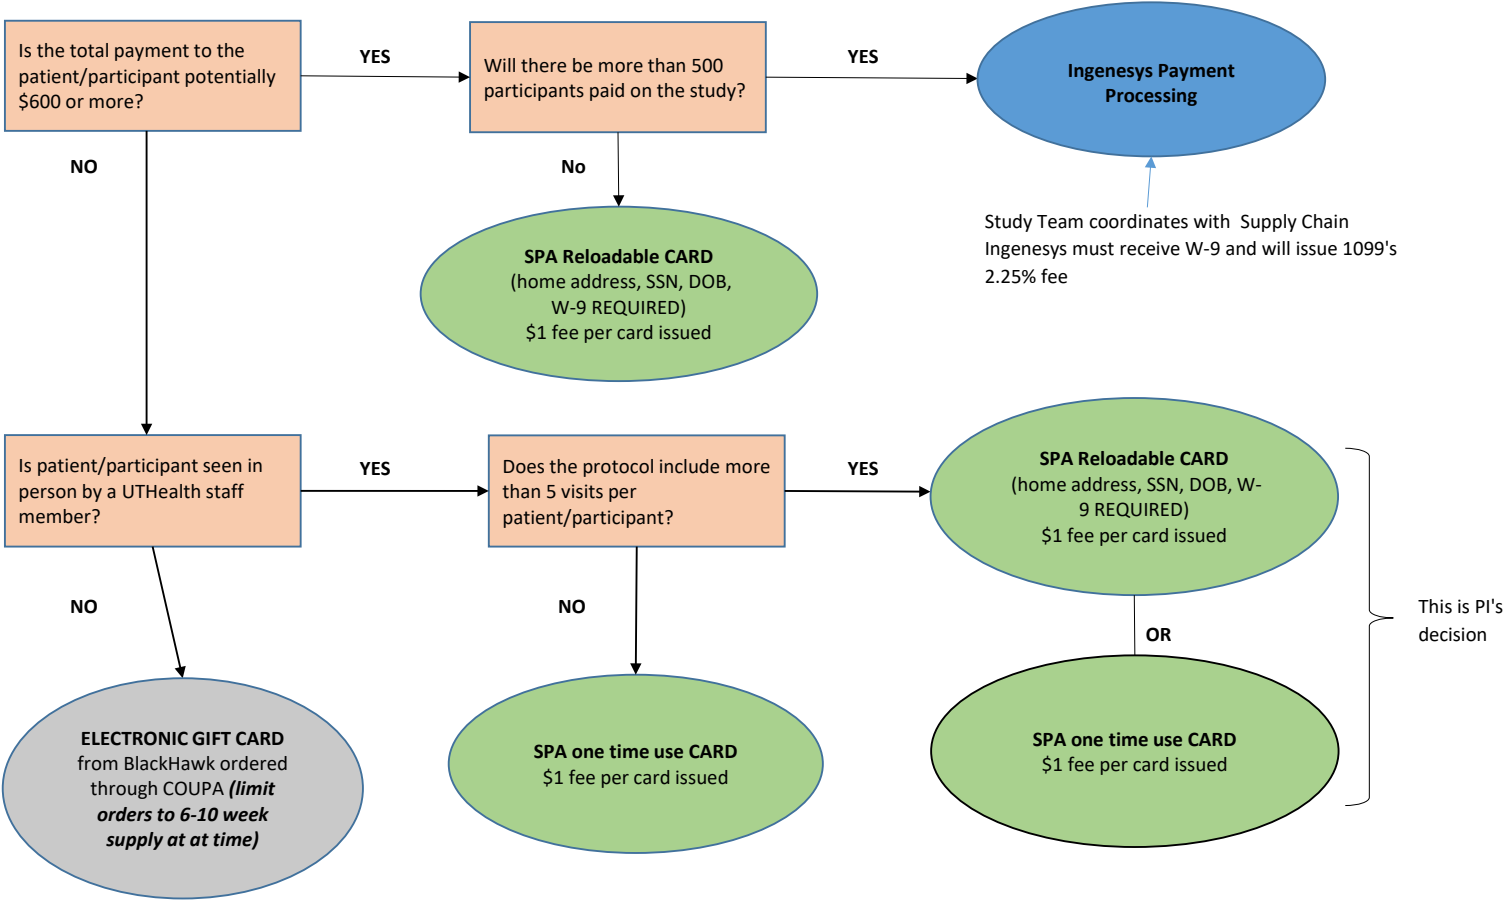 Is the total payment to the
patient/participant potentially
$600 or more?
YES
Will there be more than 500
participants paid on the study?
YES
Ingenesys Payment
Processing
NO
No
Study Team coordinates with  Supply Chain
Ingenesys must receive W-9 and will issue 1099's
2.25% fee
SPA Reloadable CARD
(home address, SSN, DOB,
W-9 REQUIRED)
$1 fee per card issued
Is patient/participant seen in
person by a UTHealth staff
member?
YES
Does the protocol include more
than 5 visits per
patient/participant?
YES
SPA Reloadable CARD
(home address, SSN, DOB, W-
9 REQUIRED)
$1 fee per card issued
This is PI's
decision
NO
NO
OR
ELECTRONIC GIFT CARD
from BlackHawk ordered
through COUPA (limit
orders to 6-10 week
supply at at time)
SPA one time use CARD
$1 fee per card issued
SPA one time use CARD
$1 fee per card issued